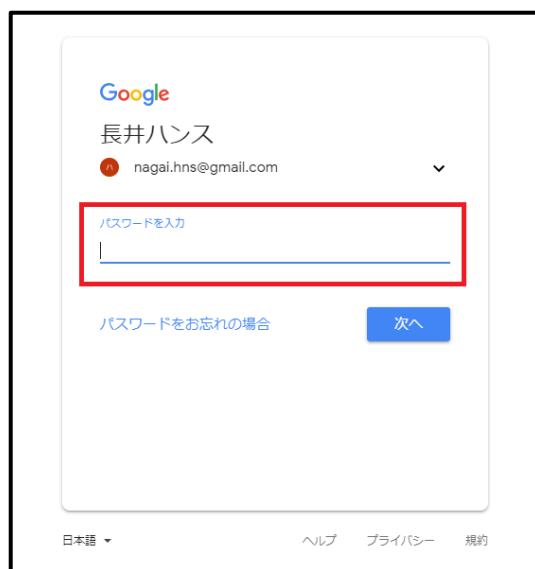 Google
長井ハンス
ハ nagai.hns@gmail.com
パスワードを入力
パスワードをお忘れの場合 次へ
日本語 ヘルプ プライバシー 規約